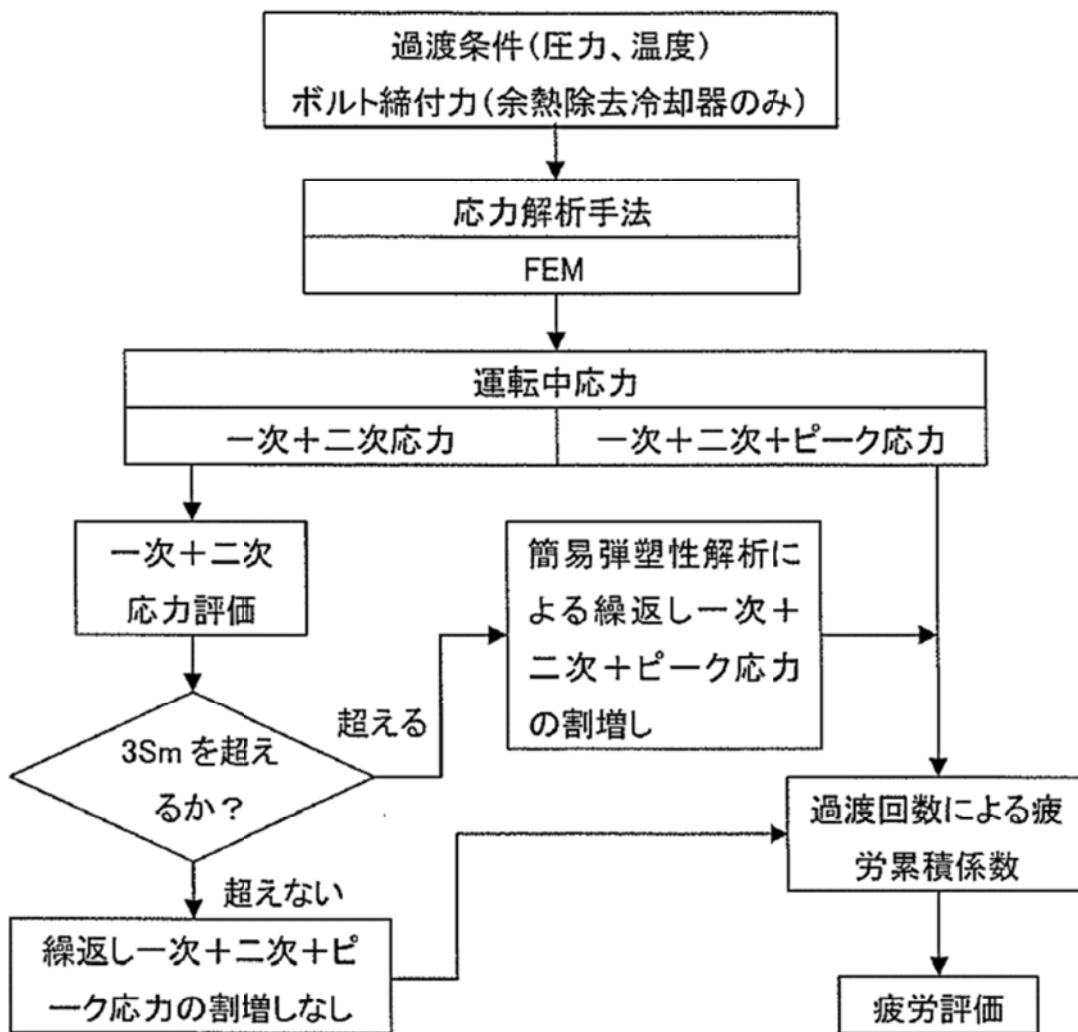 過渡条件(圧力、温度)
ボルト締付力(余熱除去冷却器のみ)
応力解析手法
FEM
運転中応力
一次+二次応力
一次+二次+ピーク応力
一次+二次
応力評価
簡易弾塑性解析に
よる繰返し一次+
二次+ピーク応力
の割増し
超える
3Sm を超え
るか?
過渡回数による疲
労累積係数
超えない
繰返し一次+二次+ピ
ーク応力の割増しなし
疲労評価